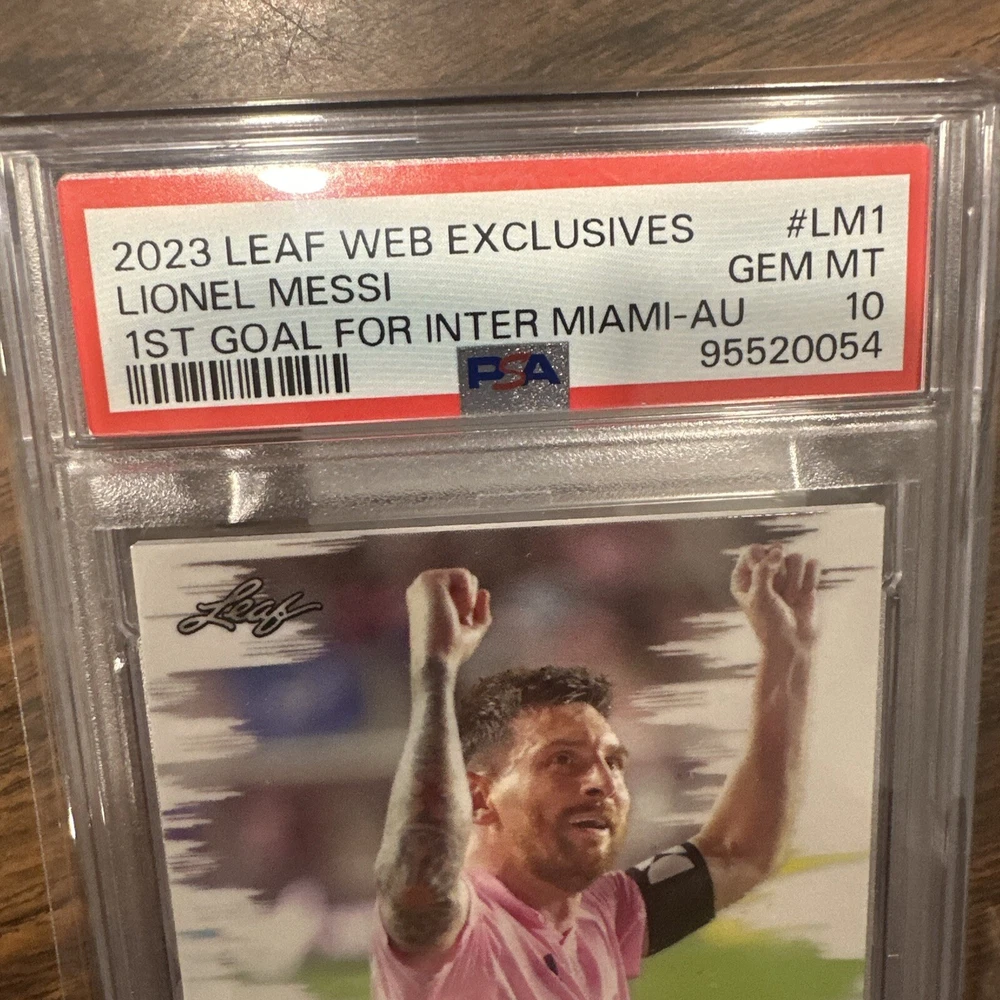 2023 LEAF WEB EXCLUSIVES #LM1
LIONEL MESSI GEM MT
1ST GOAL FOR INTER MIAMI-AU 10
95520054
PSA
Leaf